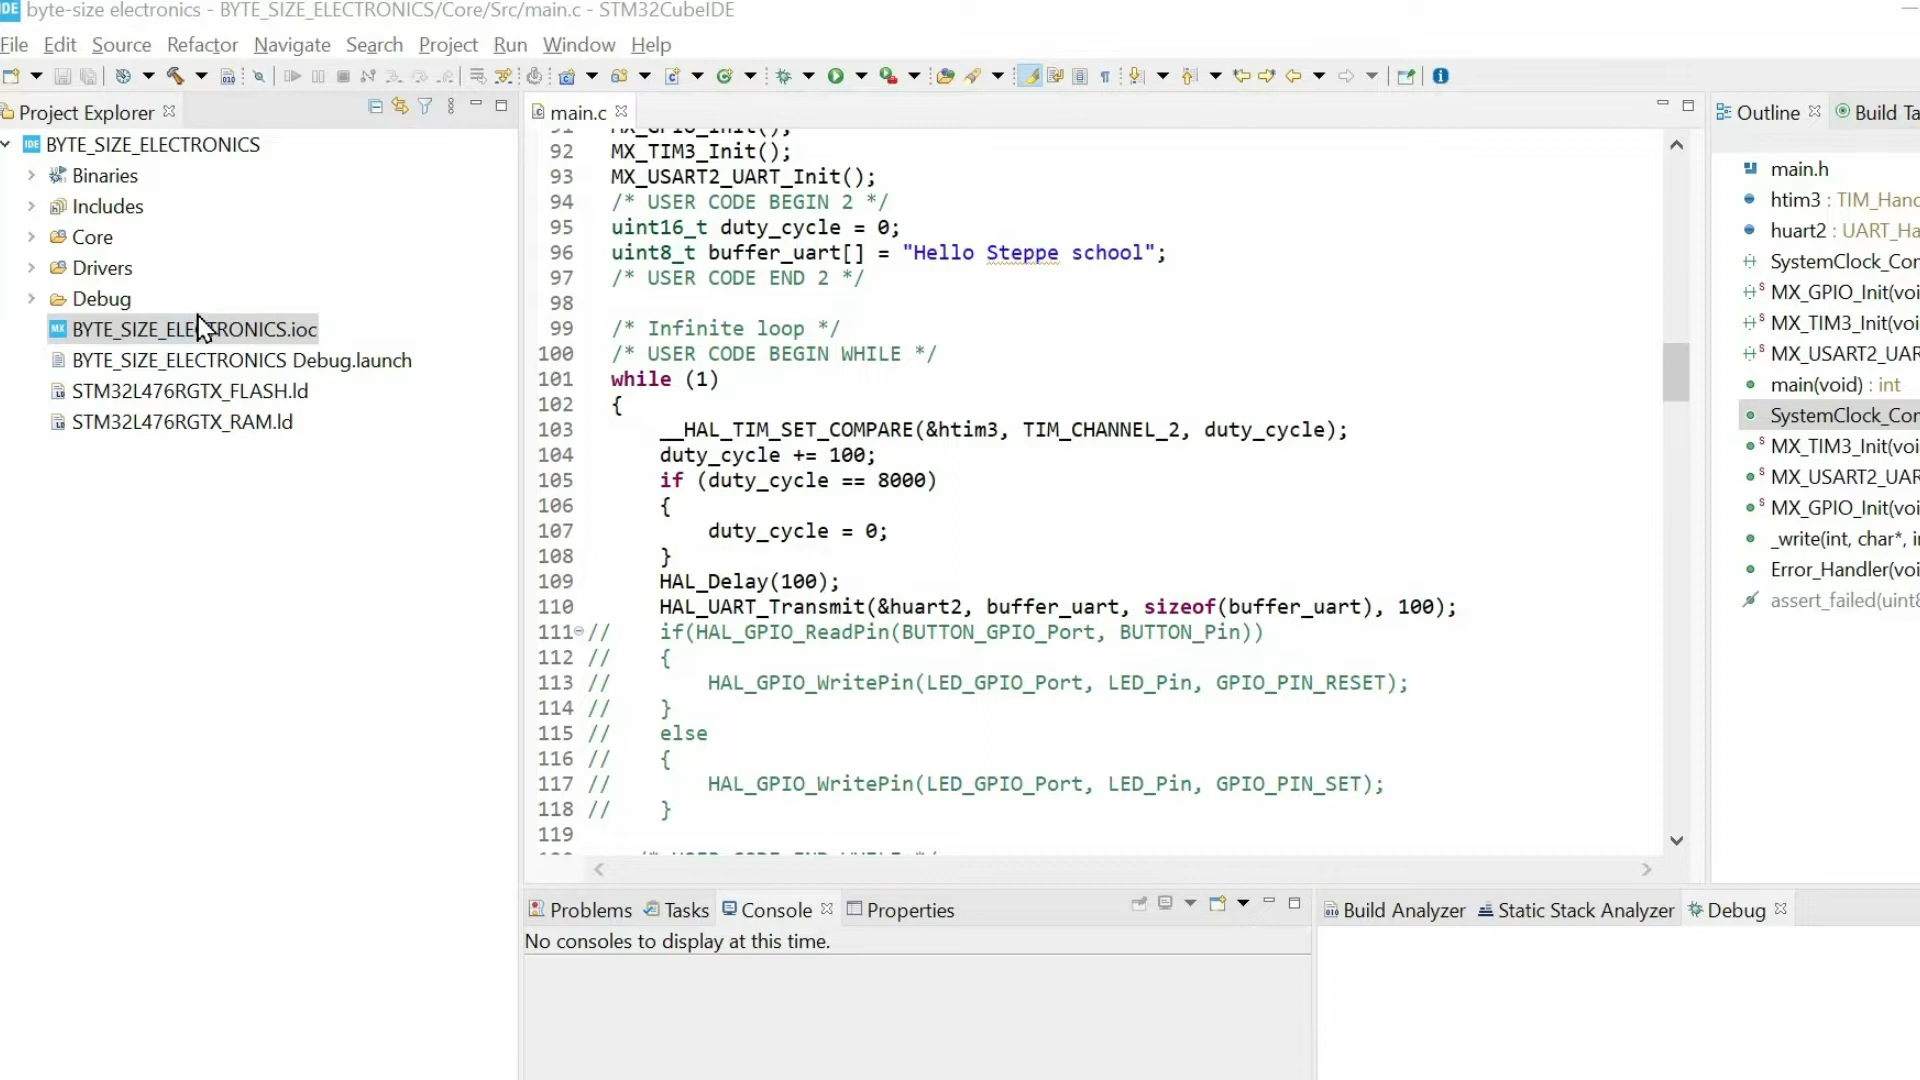 byte-size electronics - BYTE_SIZE_ELECTRONICS/Core/Src/main.c - STM32CubeIDE
File Edit Source Refactor Navigate Search Project Run Window Help
Project Explorer
BYTE_SIZE_ELECTRONICS
Binaries
Includes
Core
Drivers
Debug
BYTE_SIZE_ELECTRONICS.ioc
BYTE_SIZE_ELECTRONICS Debug.launch
STM32L476RGTX_FLASH.ld
STM32L476RGTX_RAM.ld
main.c
91 MX_GPIO_Init();
92 MX_TIM3_Init();
93 MX_USART2_UART_Init();
94 /* USER CODE BEGIN 2 */
95 uint16_t duty_cycle = 0;
96 uint8_t buffer_uart[] = "Hello Steppe school";
97 /* USER CODE END 2 */
98
99 /* Infinite loop */
100 /* USER CODE BEGIN WHILE */
101 while (1)
102 {
103 __HAL_TIM_SET_COMPARE(&htim3, TIM_CHANNEL_2, duty_cycle);
104 duty_cycle += 100;
105 if (duty_cycle == 8000)
106 {
107 duty_cycle = 0;
108 }
109 HAL_Delay(100);
110 HAL_UART_Transmit(&huart2, buffer_uart, sizeof(buffer_uart), 100);
111 // if(HAL_GPIO_ReadPin(BUTTON_GPIO_Port, BUTTON_Pin))
112 // {
113 // HAL_GPIO_WritePin(LED_GPIO_Port, LED_Pin, GPIO_PIN_RESET);
114 // }
115 // else
116 // {
117 // HAL_GPIO_WritePin(LED_GPIO_Port, LED_Pin, GPIO_PIN_SET);
118 // }
119
Outline Build Ta
main.h
htim3 : TIM_Hand
huart2 : UART_Ha
SystemClock_Con
MX_GPIO_Init(voi
MX_TIM3_Init(voi
MX_USART2_UAR
main(void) : int
SystemClock_Con
MX_TIM3_Init(voi
MX_USART2_UAR
MX_GPIO_Init(voi
_write(int, char*, i
Error_Handler(voi
assert_failed(uint8
Problems Tasks Console Properties
No consoles to display at this time.
Build Analyzer Static Stack Analyzer Debug